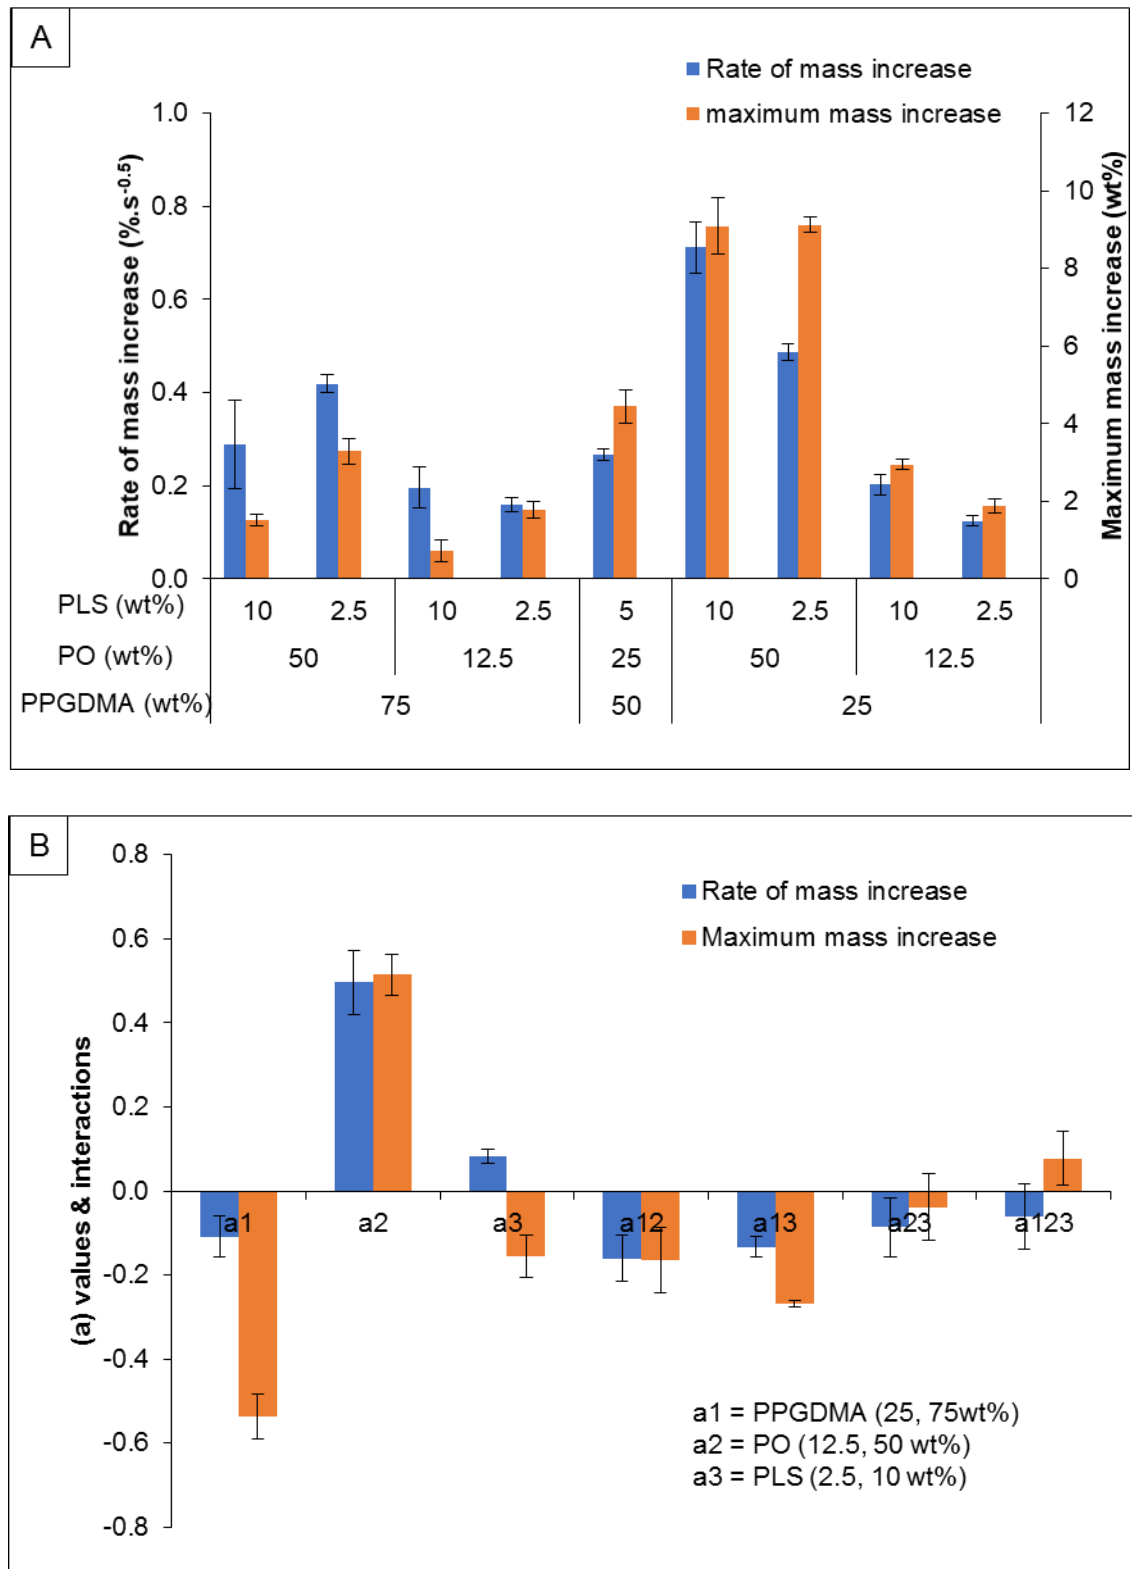 A
Rate of mass increase
maximum mass increase
Rate of mass increase (%.s-0.5)
1.0
0.8
0.6
0.4
0.2
0.0
12
10
8
6
4
2
0
Maximum mass increase (wt%)
PLS (wt%) 10 2.5 10 2.5 5 10 2.5 10 2.5
PO (wt%) 50 12.5 25 50 12.5
PPGDMA (wt%) 75 50 25
B
Rate of mass increase
Maximum mass increase
(a) values & interactions
0.8
0.6
0.4
0.2
0.0
-0.2
-0.4
-0.6
-0.8
a1 a2 a3 a12 a13 a23 a123
a1 = PPGDMA (25, 75wt%)
a2 = PO (12.5, 50 wt%)
a3 = PLS (2.5, 10 wt%)